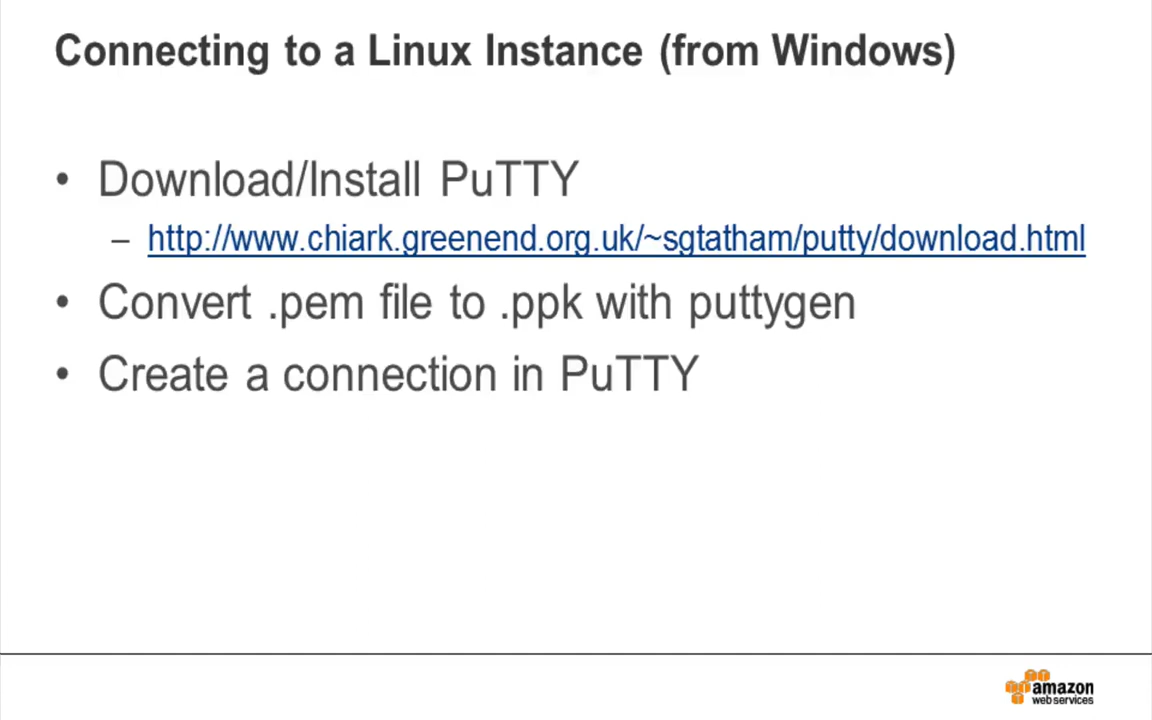 Connecting to a Linux Instance (from Windows)
• Download/Install PuTTY
– http://www.chiark.greenend.org.uk/~sgtatham/putty/download.html
• Convert .pem file to .ppk with puttygen
• Create a connection in PuTTY
amazon
web services